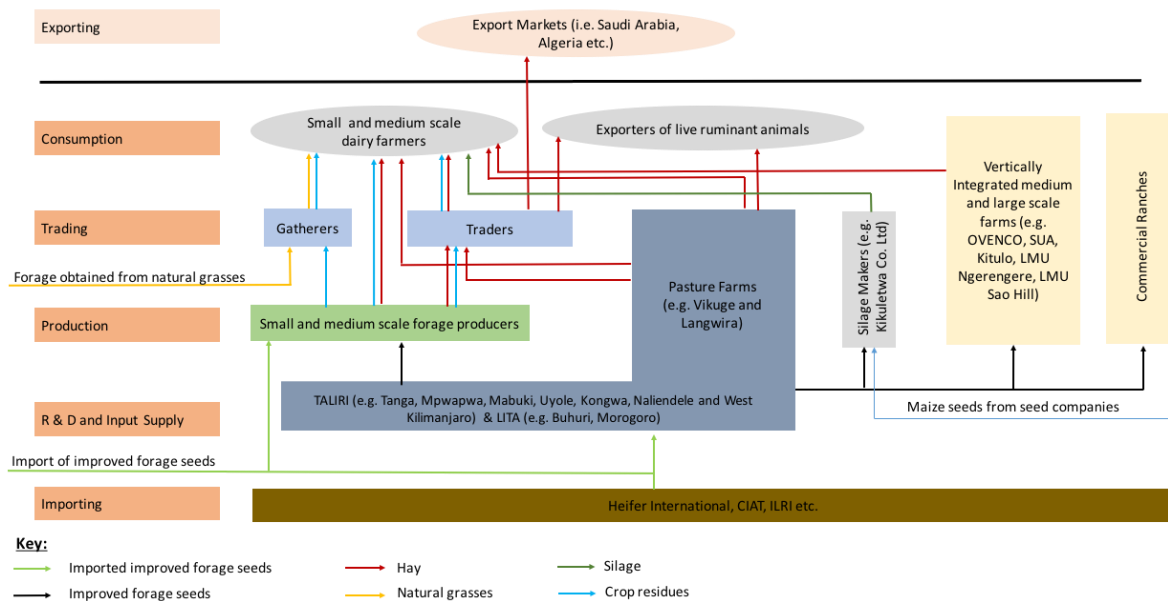 Exporting
Export Markets (i.e. Saudi Arabia,
Algeria etc.)
Consumption
Small and medium scale
dairy farmers
Exporters of live ruminant animals
Vertically
Integrated medium
and large scale
farms (e.g.
OVENCO, SUA,
Kitulo, LMU
Ngerengere, LMU
Sao Hill)
Commercial Ranches
Trading
Gatherers
Traders
Silage Makers (e.g.
Kikuletwa Co. Ltd)
Forage obtained from natural grasses
Pasture Farms
(e.g. Vikuge and
Langwira)
Production
Small and medium scale forage producers
R & D and Input Supply
TALIRI (e.g. Tanga, Mpwapwa, Mabuki, Uyole, Kongwa, Naliendele and West
Kilimanjaro) & LITA (e.g. Buhuri, Morogoro)
Maize seeds from seed companies
Import of improved forage seeds
Importing
Heifer International, CIAT, ILRI etc.
Key:
Imported improved forage seeds
Hay
Silage
Improved forage seeds
Natural grasses
Crop residues